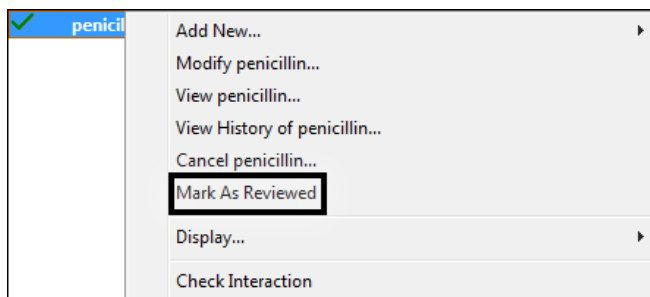 penicil
Add New...
Modify penicillin...
View penicillin...
View History of penicillin...
Cancel penicillin...
Mark As Reviewed
Display...
Check Interaction